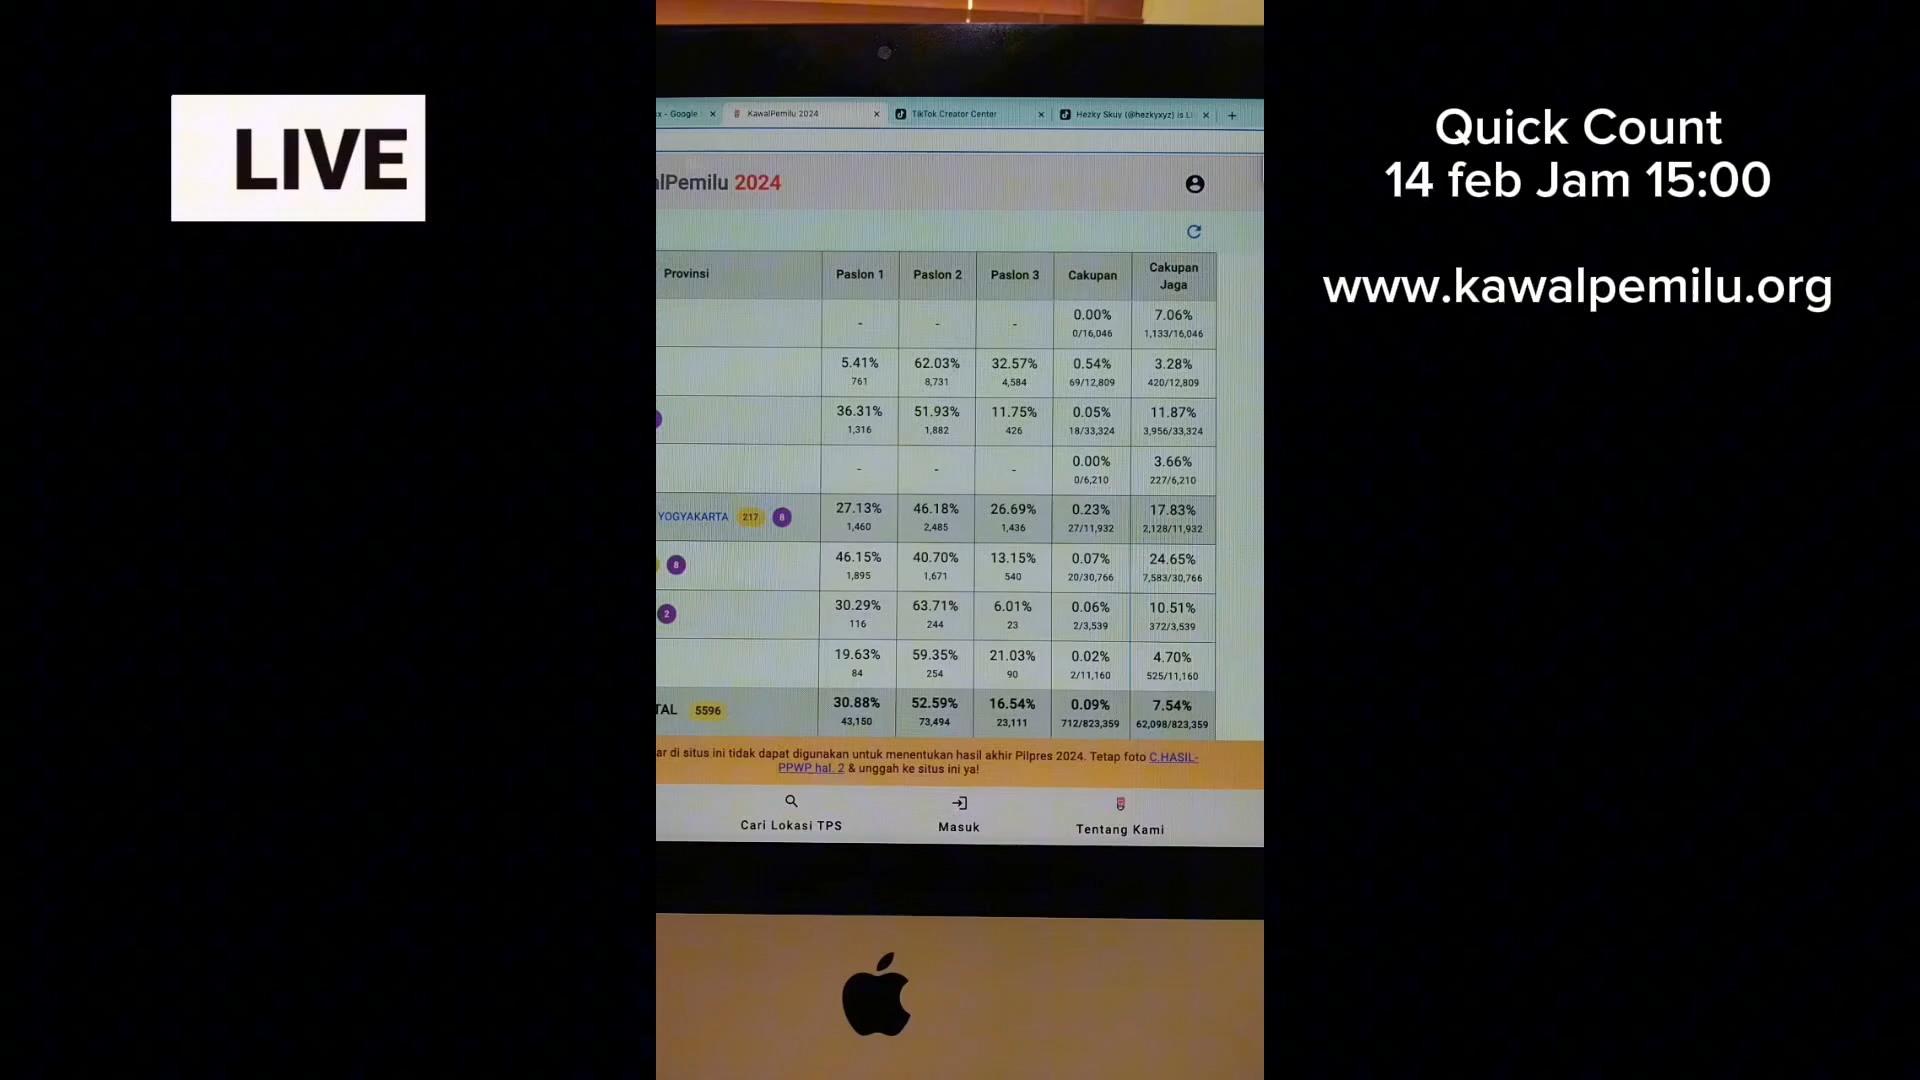 LIVE
Quick Count
14 feb Jam 15:00
www.kawalpemilu.org
x - Google
KawalPemilu 2024
TikTok Creator Center
Hezky Skuy (@hezkyxyz) is L
alPemilu 2024
Provinsi Paslon 1 Paslon 2 Paslon 3 Cakupan Cakupan Jaga
- - - 0.00% 7.06%
0/16,046 1,133/16,046
5.41% 62.03% 32.57% 0.54% 3.28%
761 8,731 4,584 69/12,809 420/12,809
36.31% 51.93% 11.75% 0.05% 11.87%
1,316 1,882 426 18/33,324 3,956/33,324
- - - 0.00% 3.66%
0/6,210 227/6,210
YOGYAKARTA 217 8 27.13% 46.18% 26.69% 0.23% 17.83%
1,460 2,485 1,436 27/11,932 2,128/11,932
8 46.15% 40.70% 13.15% 0.07% 24.65%
1,895 1,671 540 20/30,766 7,583/30,766
2 30.29% 63.71% 6.01% 0.06% 10.51%
116 244 23 2/3,539 372/3,539
19.63% 59.35% 21.03% 0.02% 4.70%
84 254 90 2/11,160 525/11,160
TAL 5596 30.88% 52.59% 16.54% 0.09% 7.54%
43,150 73,494 23,111 712/823,359 62,098/823,359
ar di situs ini tidak dapat digunakan untuk menentukan hasil akhir Pilpres 2024. Tetap foto C.HASIL-
PPWP hal. 2 & unggah ke situs ini ya!
Cari Lokasi TPS
Masuk
Tentang Kami